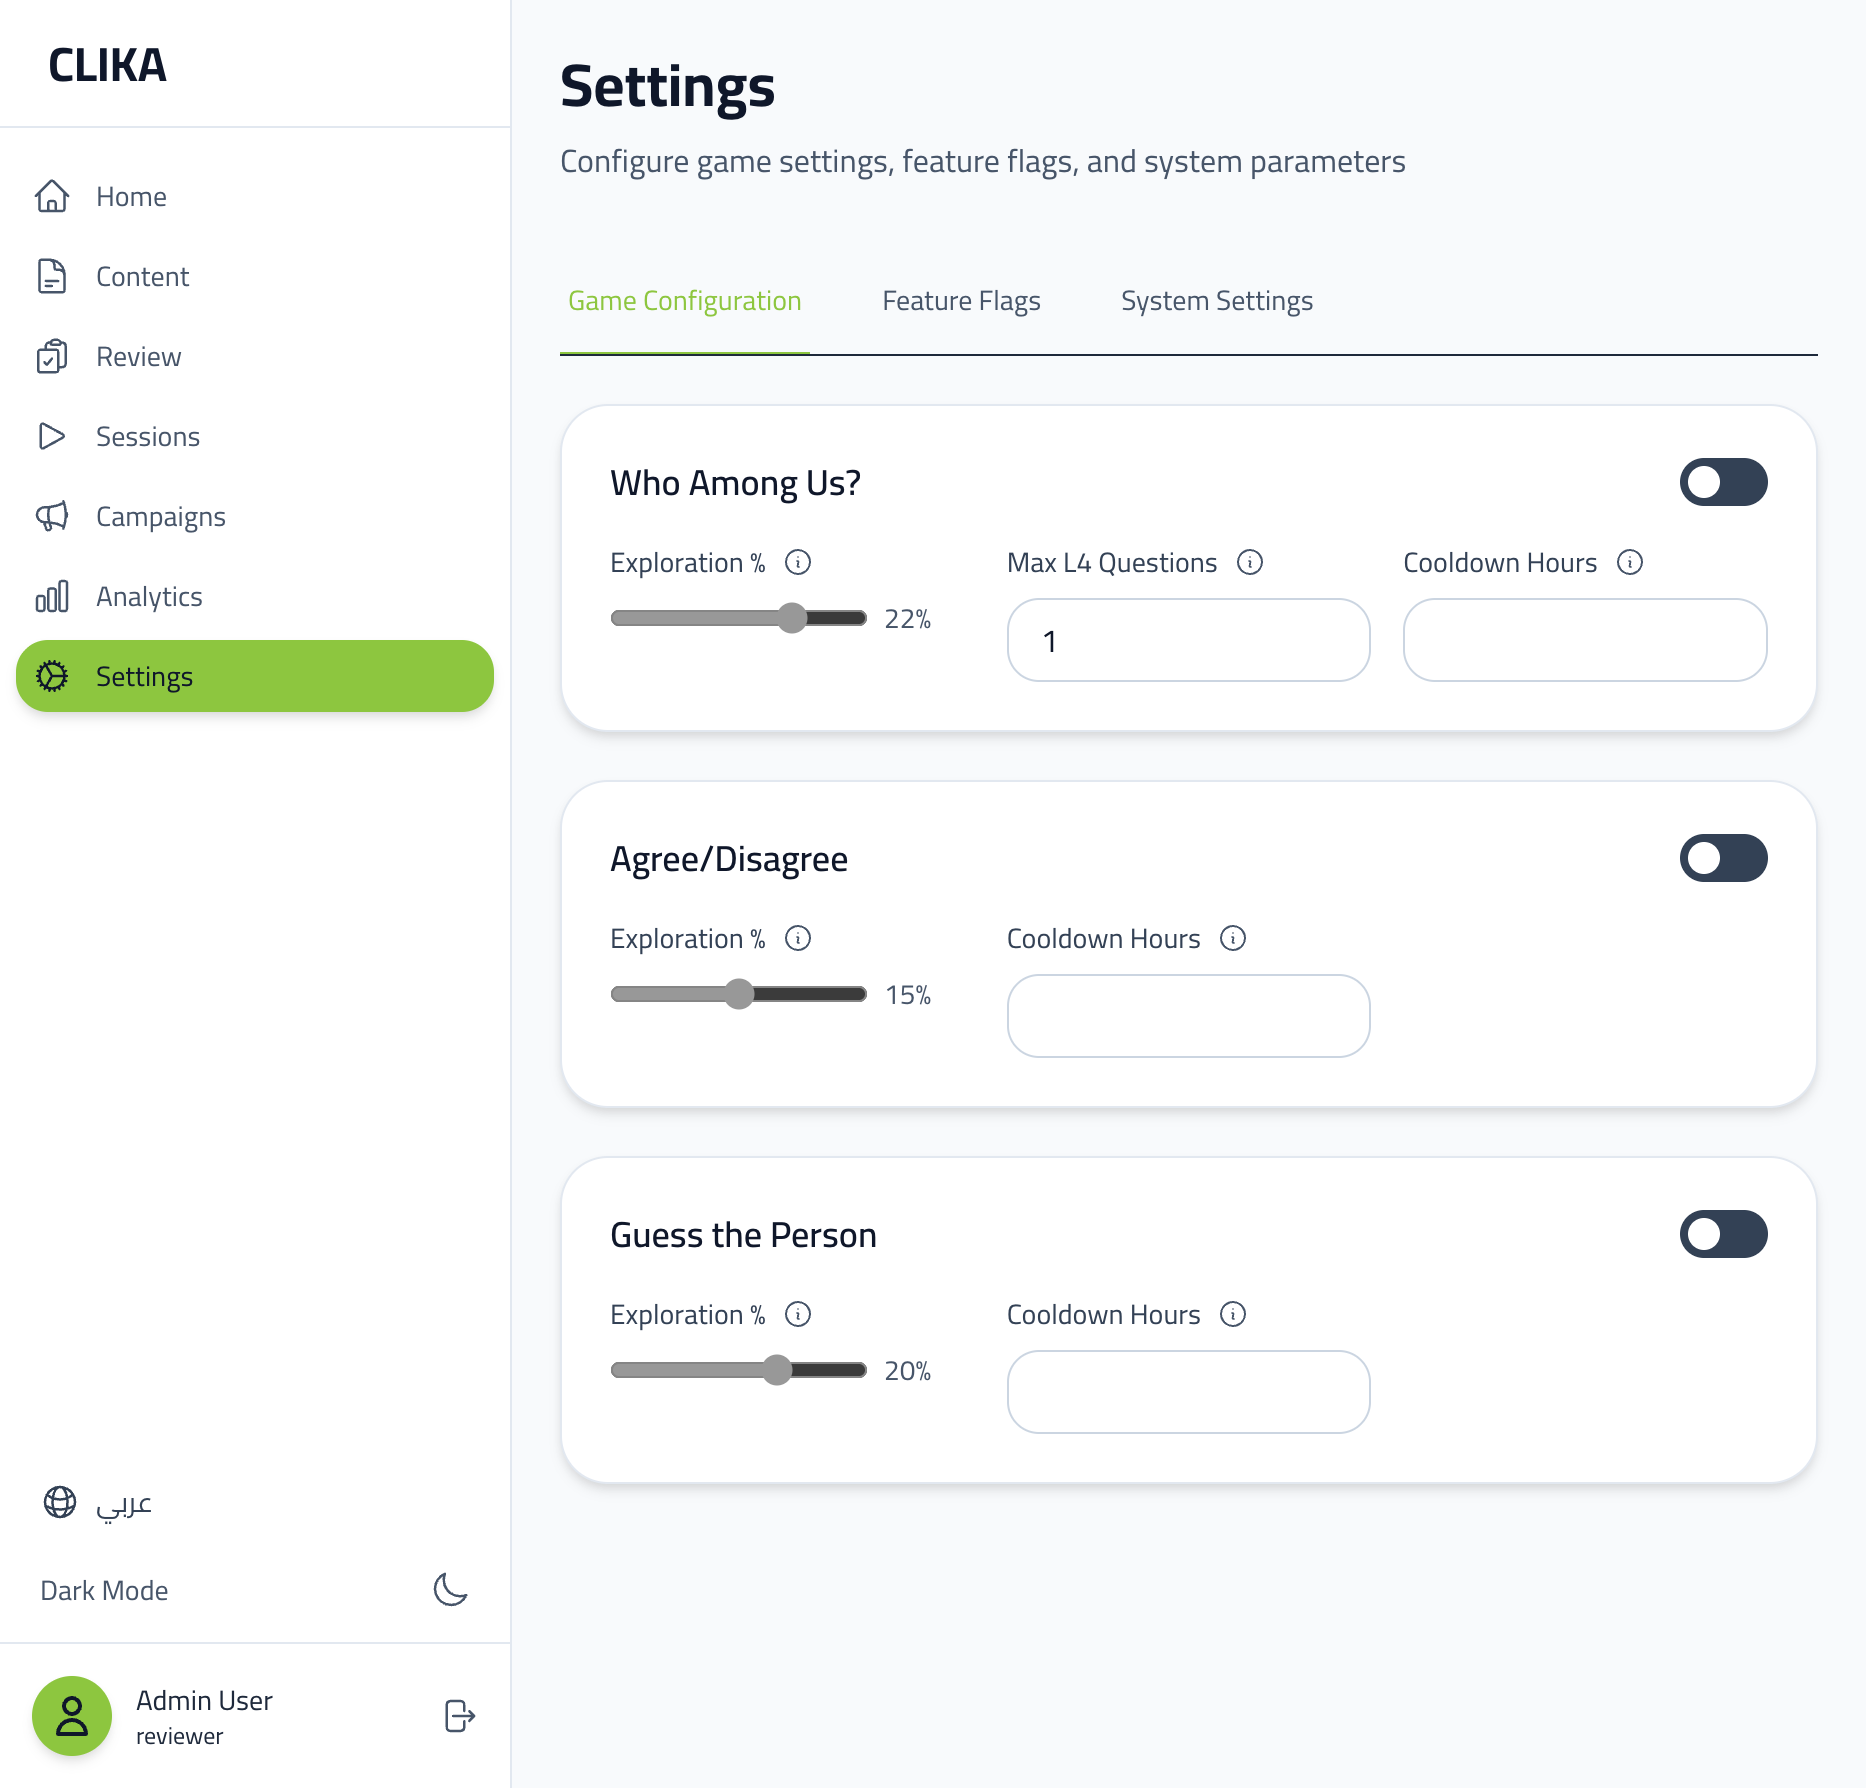 CLIKA
Home
Content
Review
Sessions
Campaigns
Analytics
Settings
عربي
Dark Mode
Admin User
reviewer
Settings
Configure game settings, feature flags, and system parameters
Game Configuration Feature Flags System Settings
Who Among Us?
Exploration % Max L4 Questions Cooldown Hours
22% 1
Agree/Disagree
Exploration % Cooldown Hours
15%
Guess the Person
Exploration % Cooldown Hours
20%